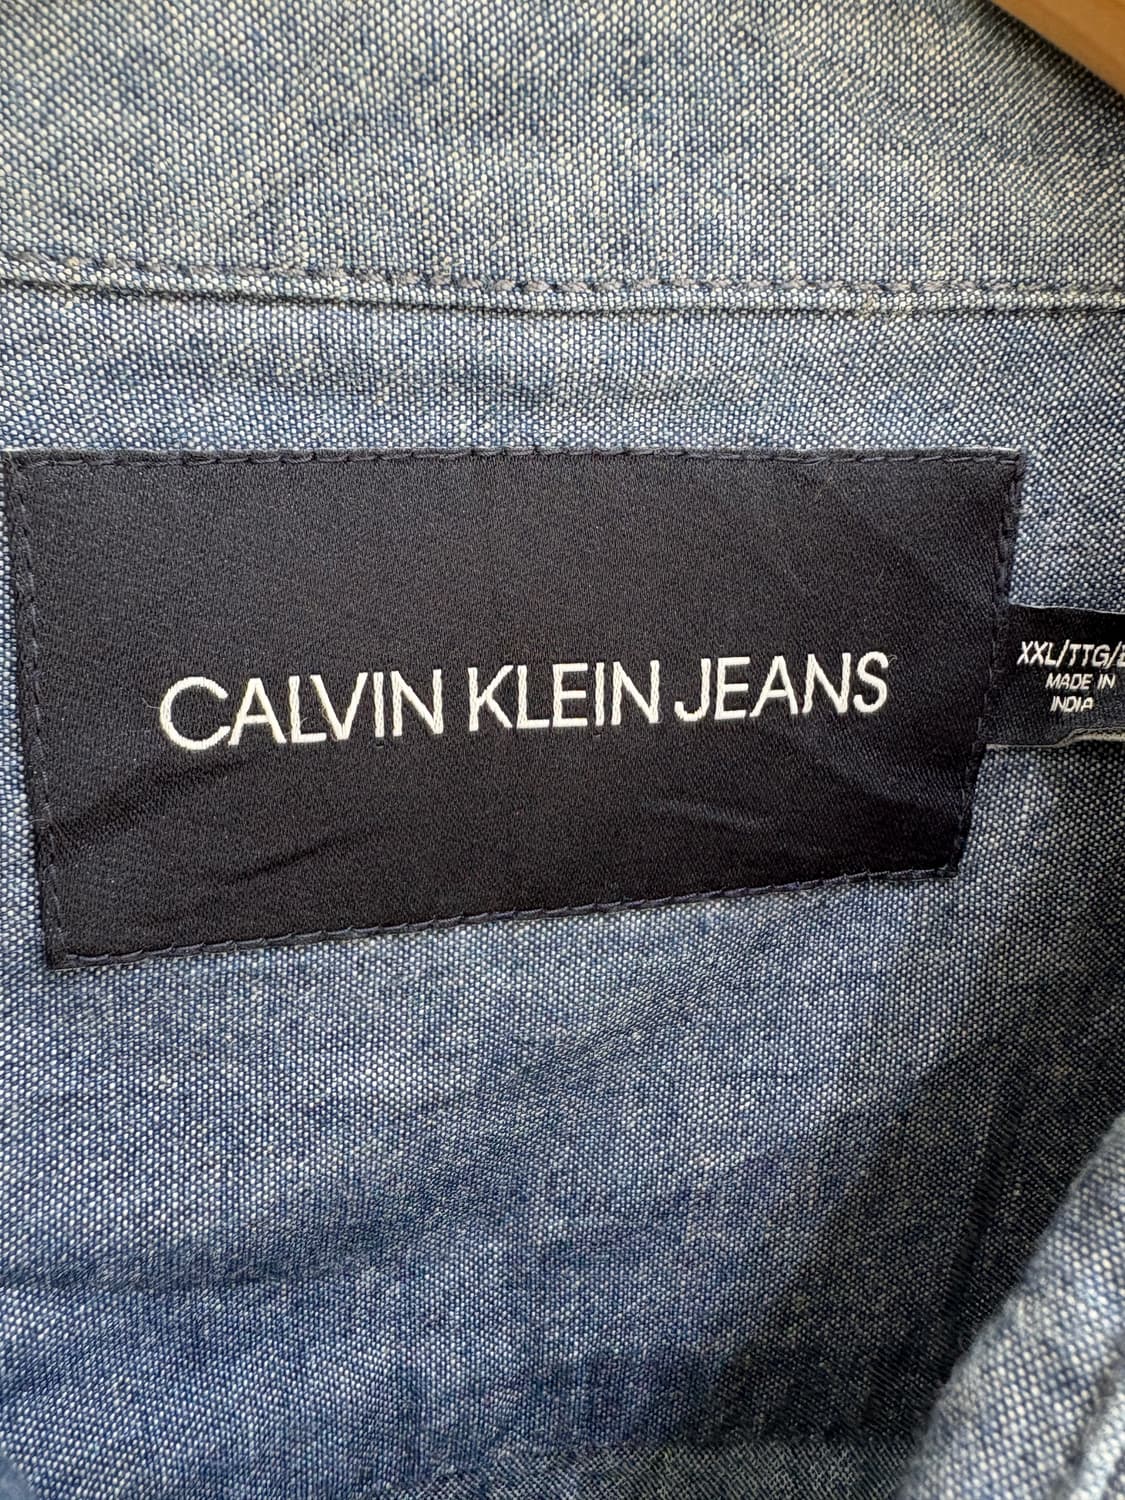 CALVIN KLEIN JEANS
XXL/TTG/
MADE IN
INDIA